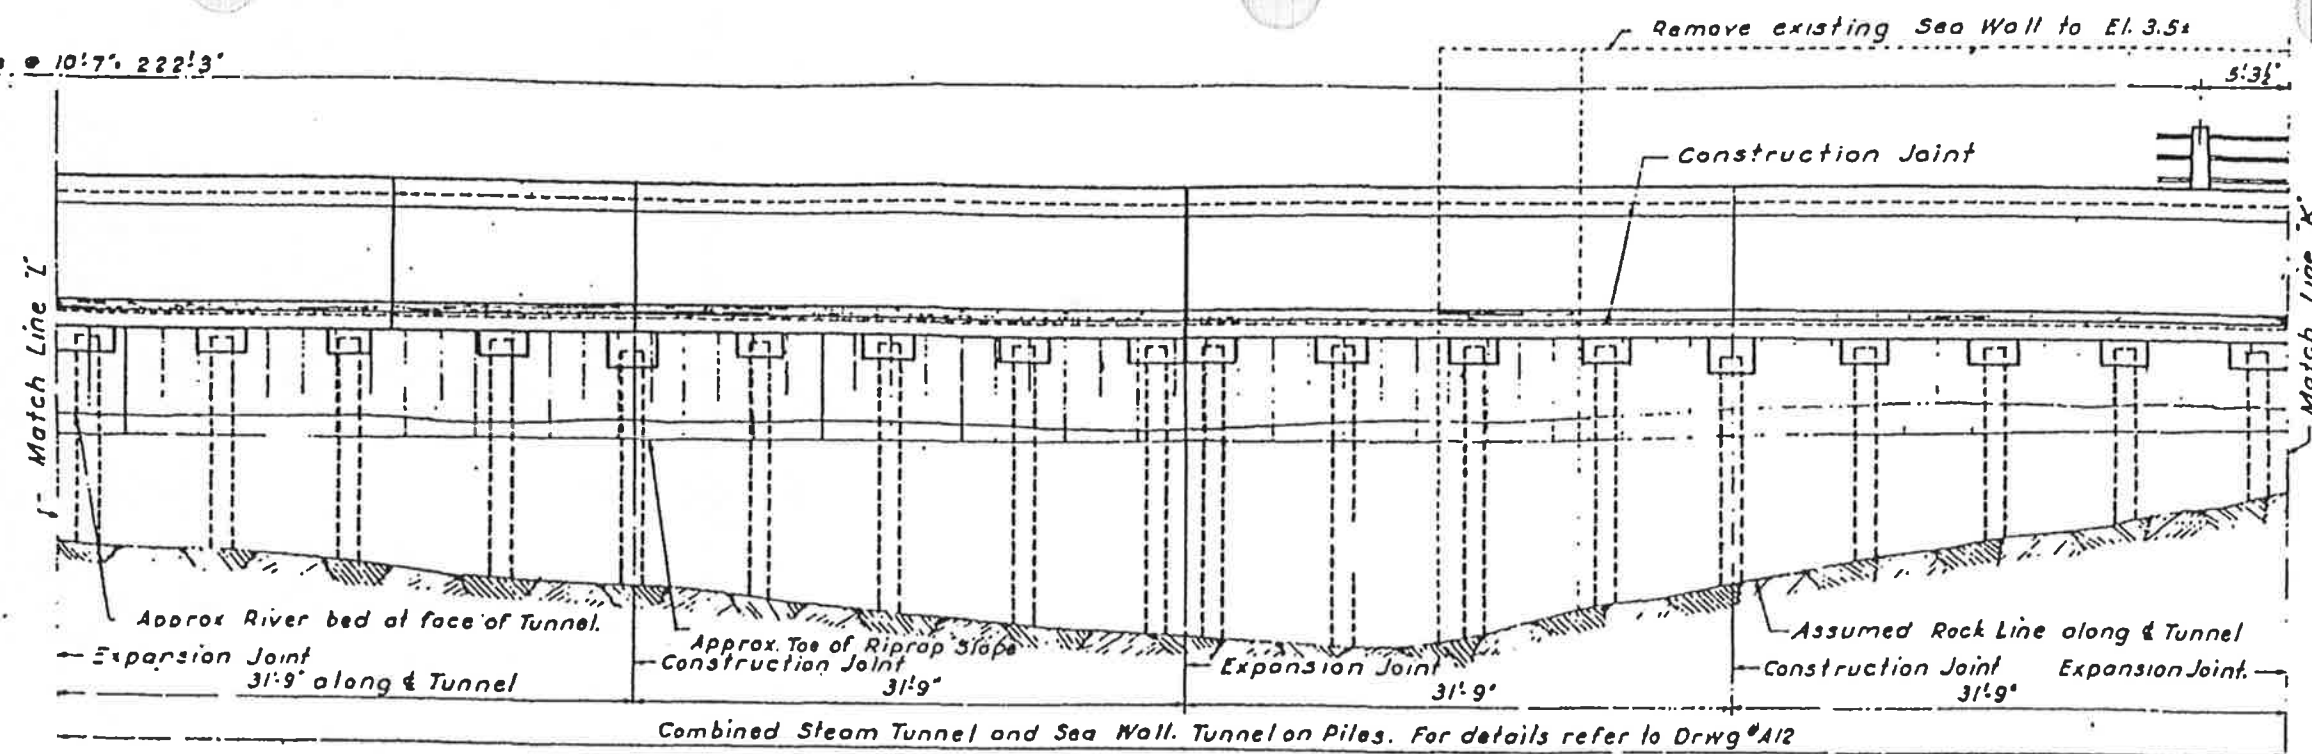 Remove existing Sea Wall to El. 3.5±
@ 10'-7" = 222'-3"
5'-3½"
Construction Joint
Match Line "L"
Match Line "K"
Approx River bed at face of Tunnel.
Approx. Toe of Riprap Slope
Assumed Rock Line along ℄ Tunnel
Expansion Joint
Construction Joint
Expansion Joint
Construction Joint
Expansion Joint.
31'-9" along ℄ Tunnel
31'-9"
31'-9"
31'-9"
Combined Steam Tunnel and Sea Wall. Tunnel on Piles. For details refer to Drwg #A12